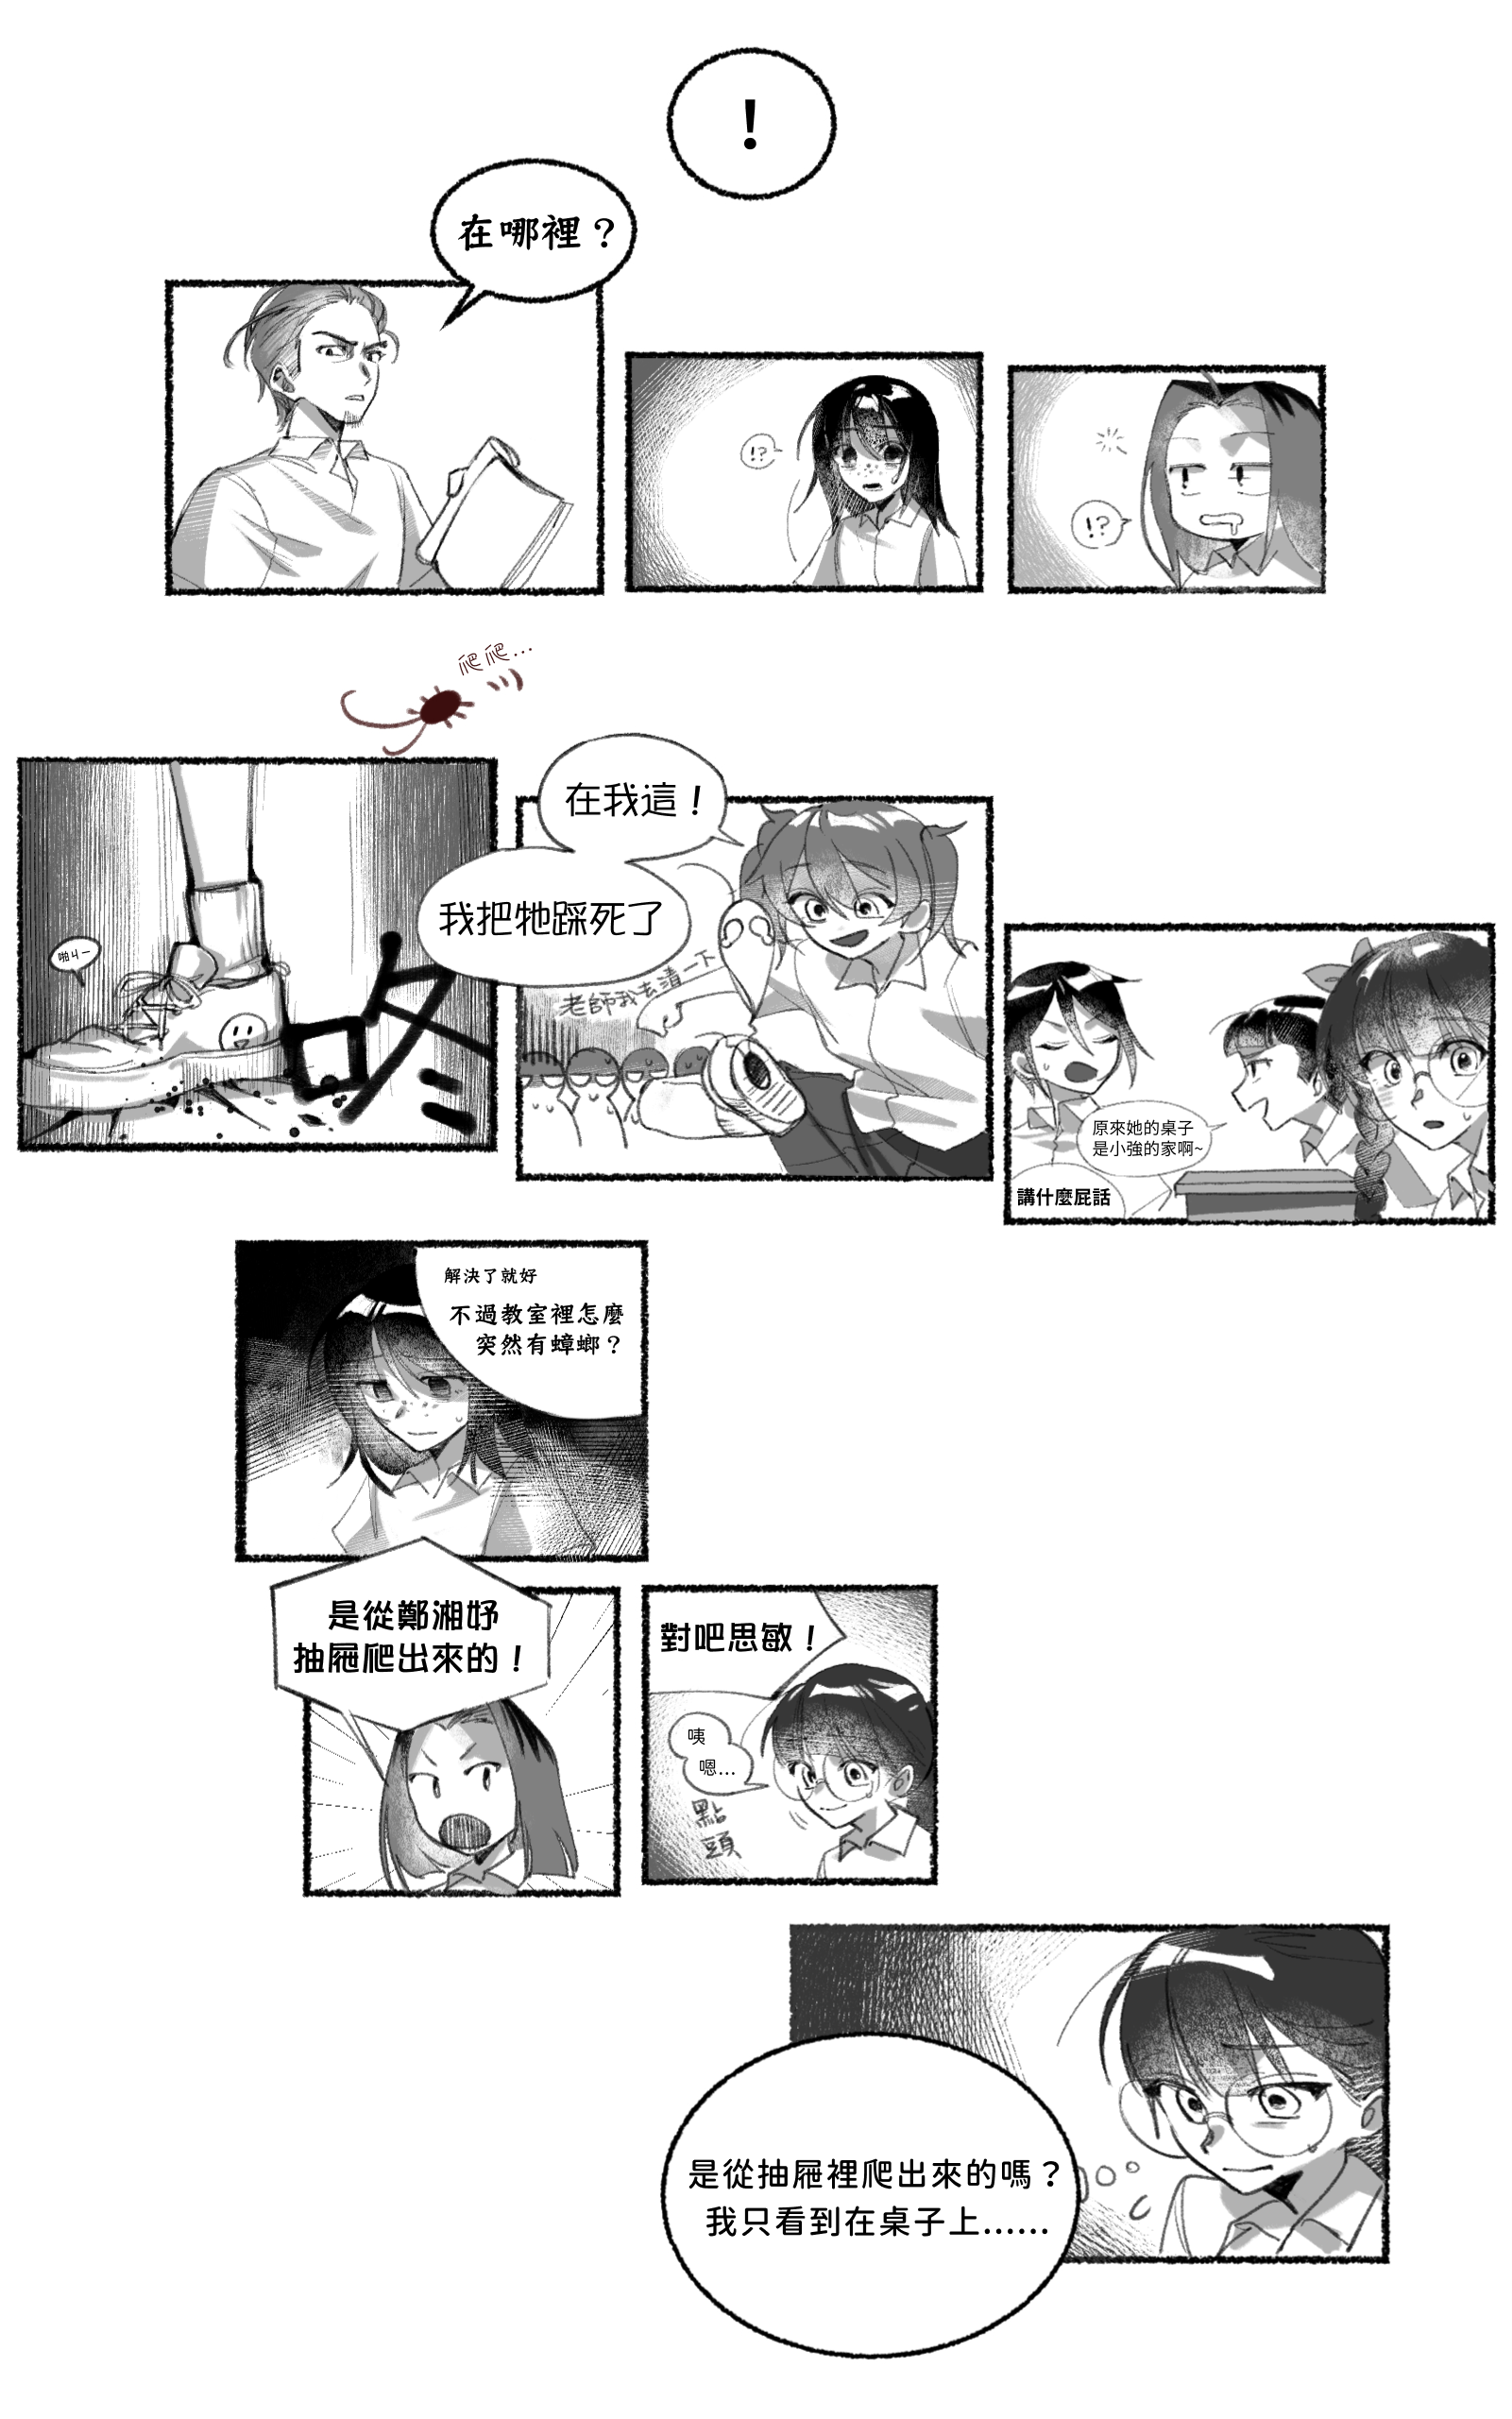 ！
在哪裡？
!?
!?
爬爬…
啪ㄐㄧ
咚
在我這！
我把牠踩死了
老師我去清一下
原來她的桌子
是小強的家啊~
講什麼屁話
解決了就好
不過教室裡怎麼
突然有蟑螂？
是從鄭湘妤
抽屜爬出來的！
對吧思敏！
咦
嗯…
點頭
是從抽屜裡爬出來的嗎？
我只看到在桌子上……